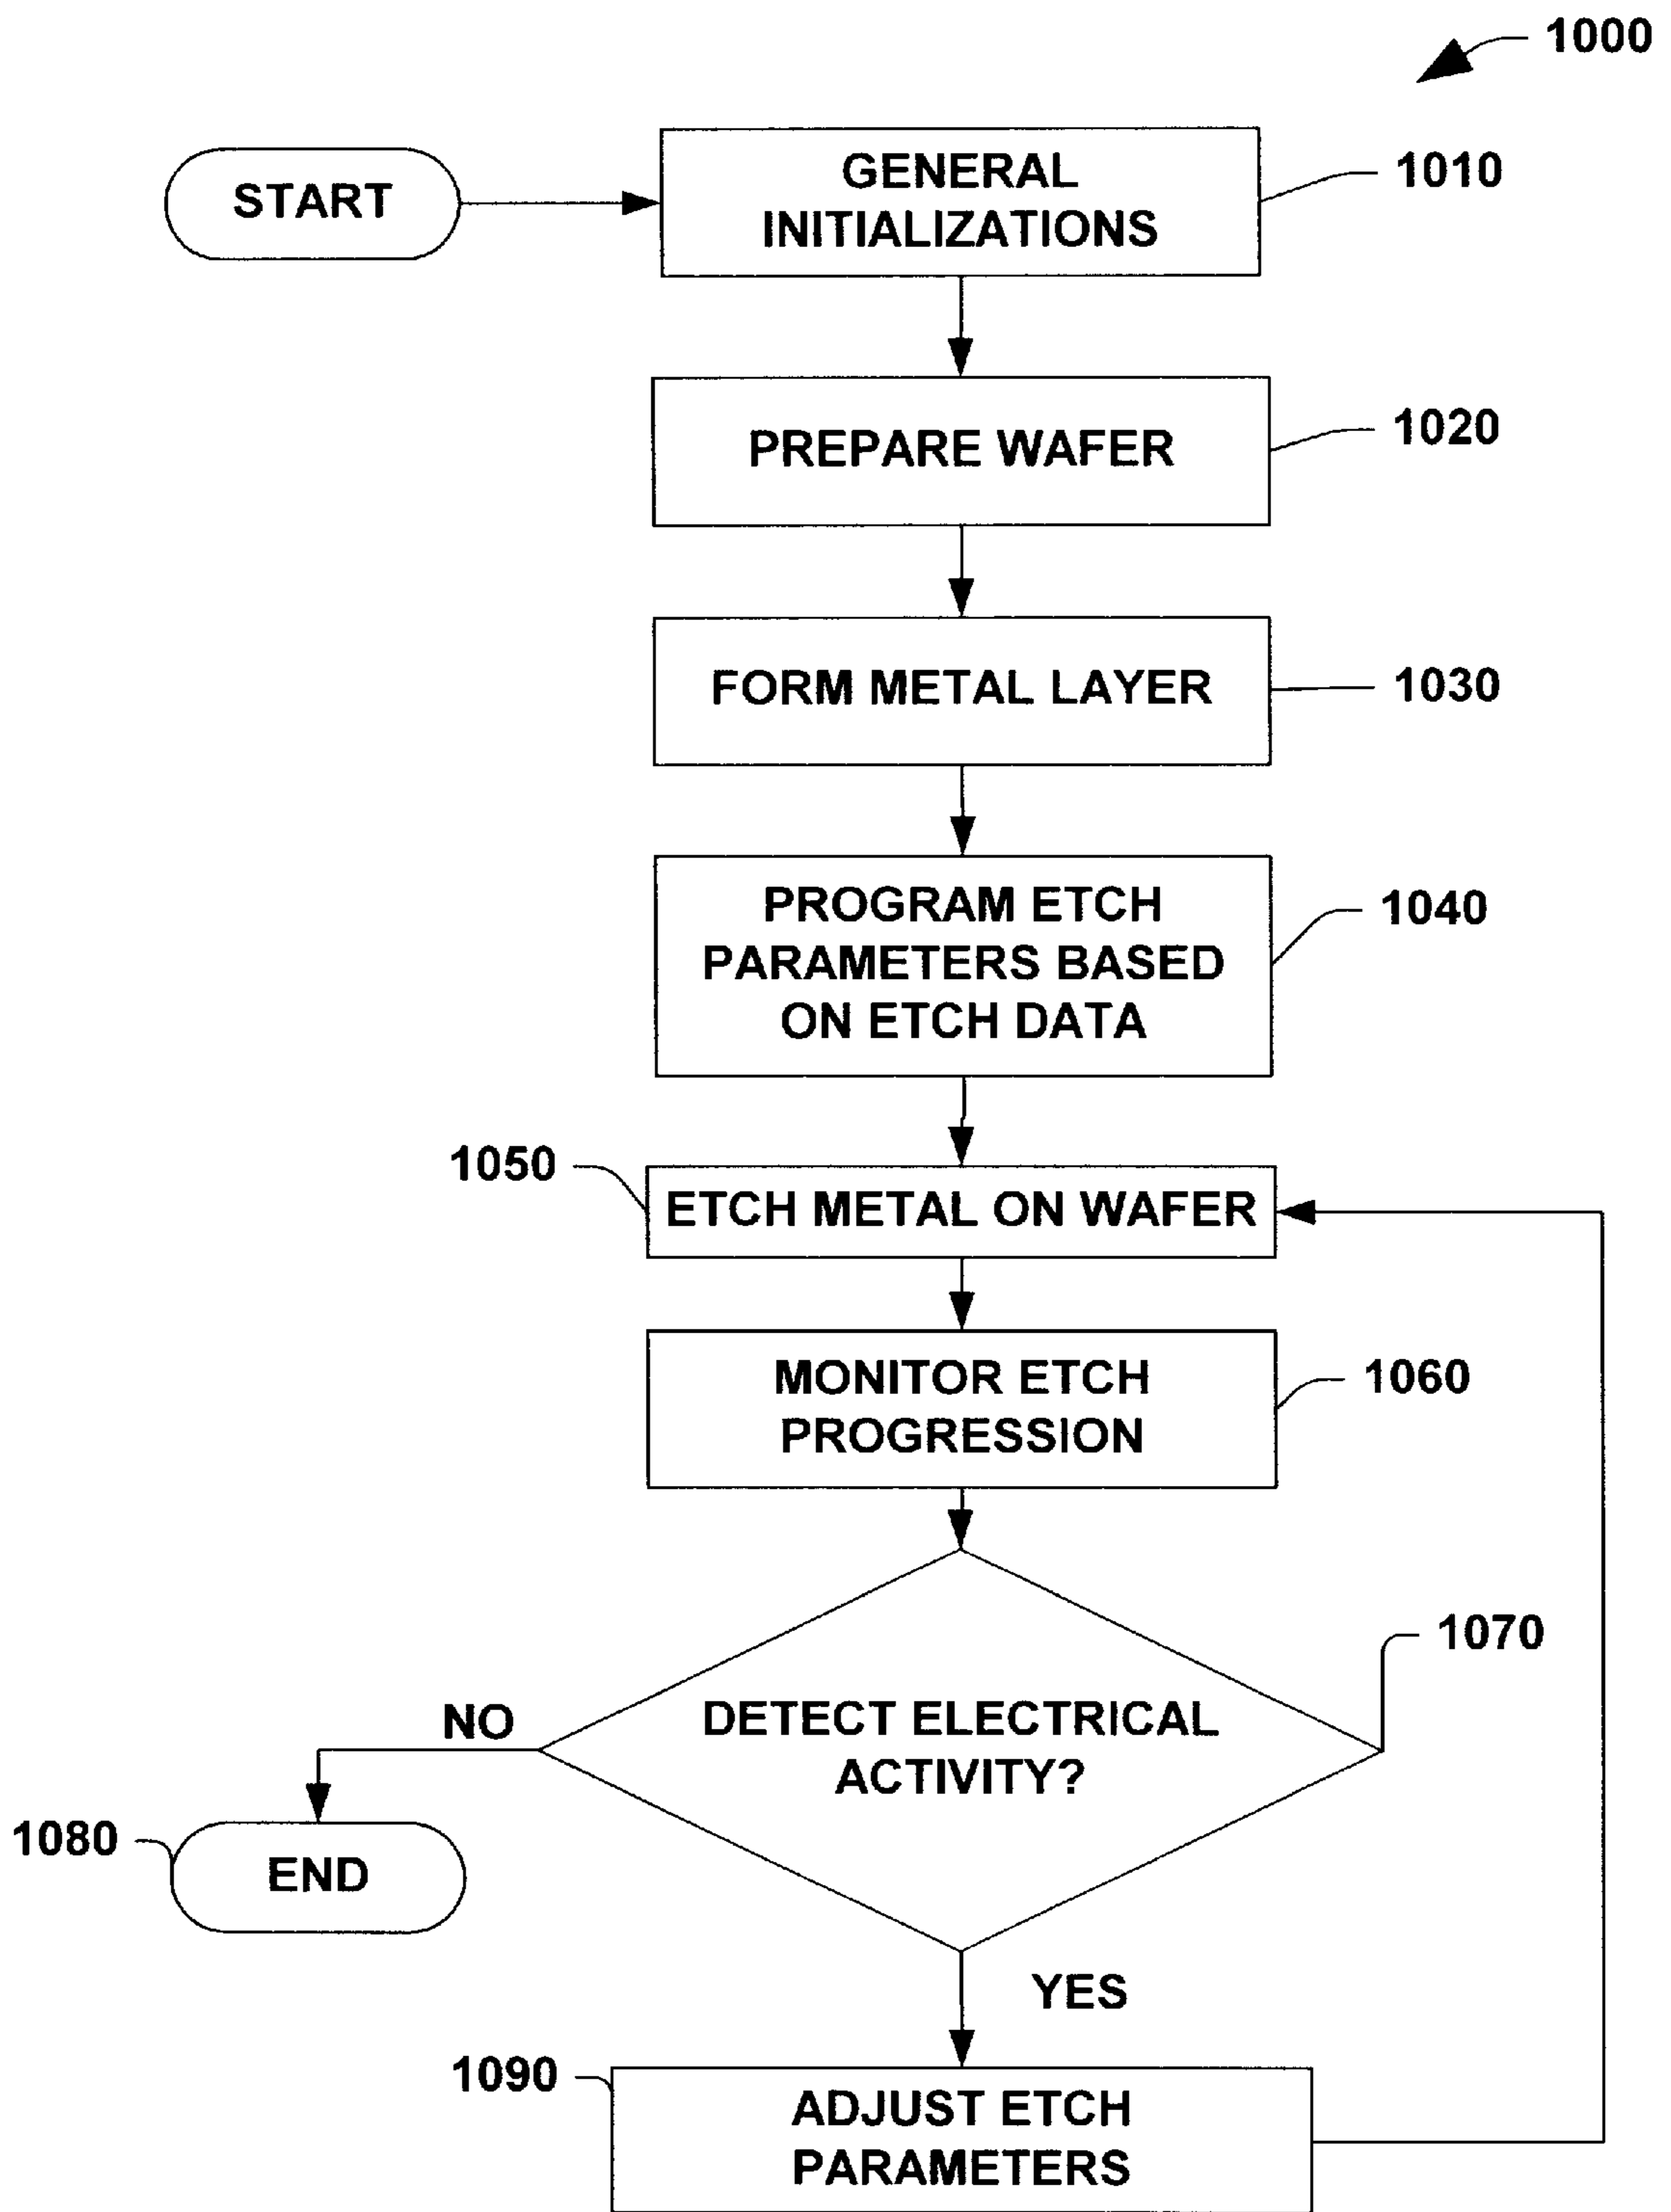 1000
START
GENERAL
INITIALIZATIONS
1010
PREPARE WAFER
1020
FORM METAL LAYER
1030
PROGRAM ETCH
PARAMETERS BASED
ON ETCH DATA
1040
1050
ETCH METAL ON WAFER
MONITOR ETCH
PROGRESSION
1060
1070
DETECT ELECTRICAL
ACTIVITY?
NO
1080
END
YES
1090
ADJUST ETCH
PARAMETERS